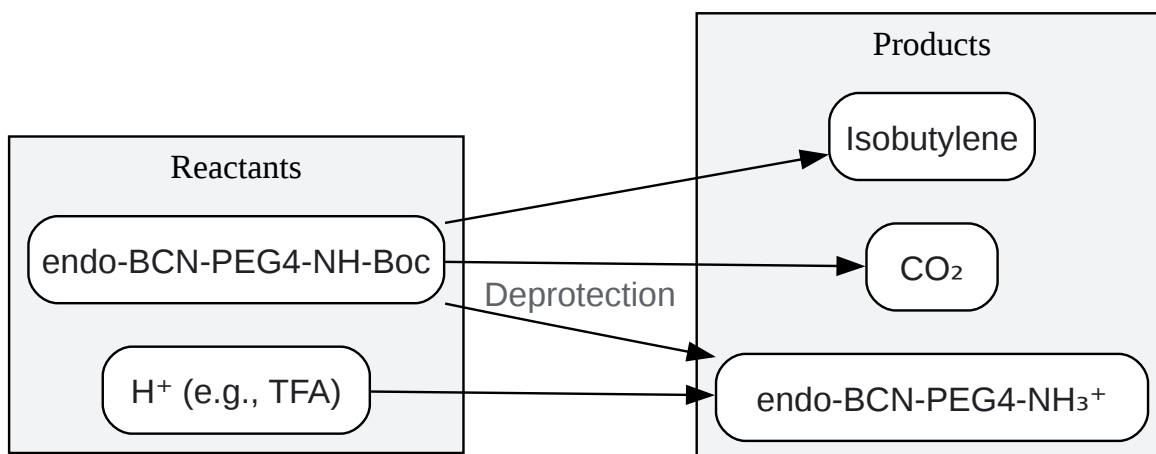 Reactants
endo-BCN-PEG4-NH-Boc
H⁺ (e.g., TFA)
Deprotection
Products
Isobutylene
CO₂
endo-BCN-PEG4-NH₃⁺